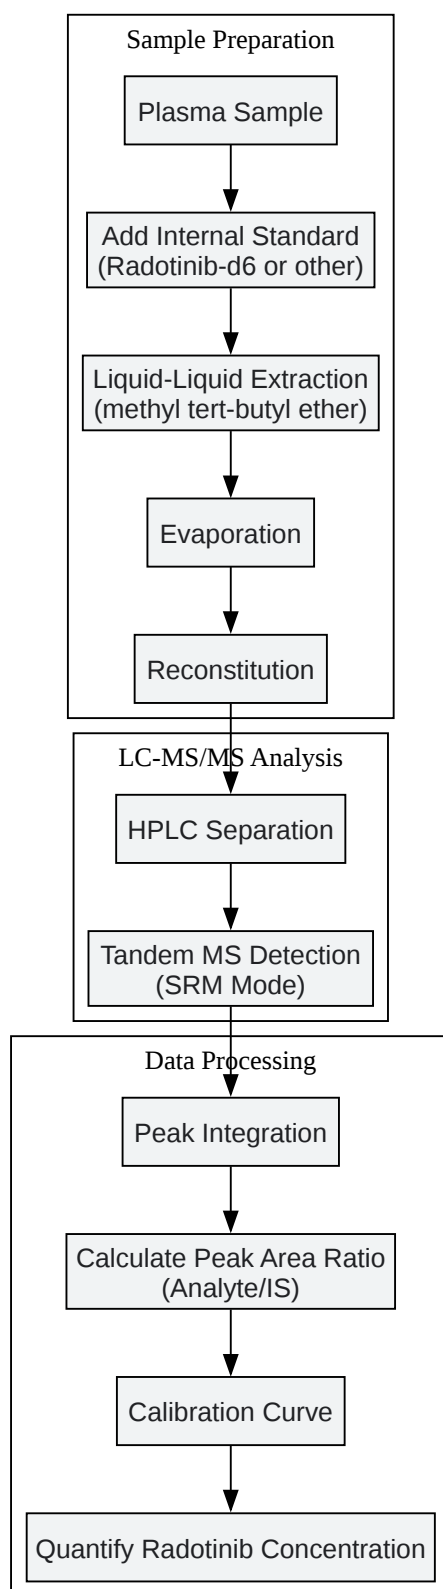 Sample Preparation
Plasma Sample
Add Internal Standard
(Radotinib-d6 or other)
Liquid-Liquid Extraction
(methyl tert-butyl ether)
Evaporation
Reconstitution
LC-MS/MS Analysis
HPLC Separation
Tandem MS Detection
(SRM Mode)
Data Processing
Peak Integration
Calculate Peak Area Ratio
(Analyte/IS)
Calibration Curve
Quantify Radotinib Concentration